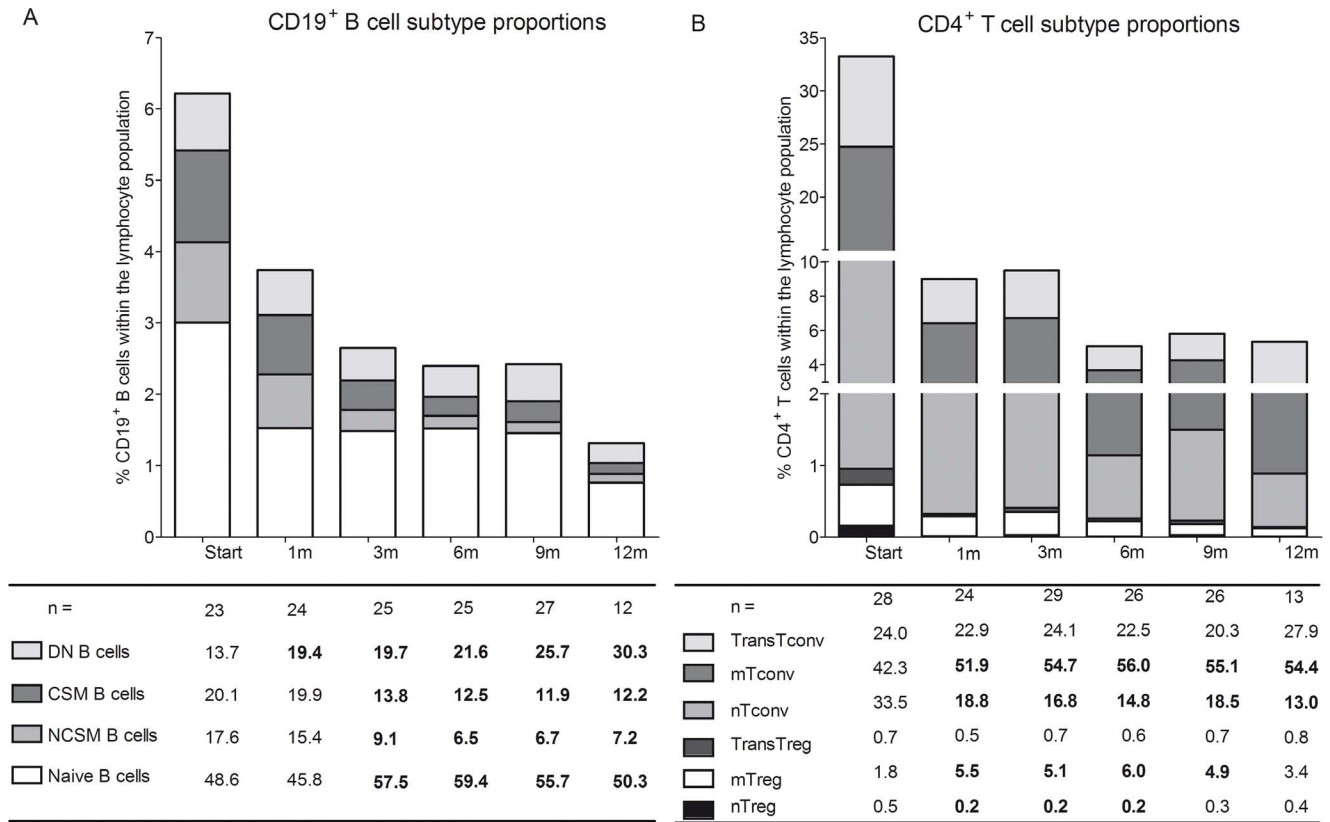 A
CD19+ B cell subtype proportions
% CD19+ B cells within the lymphocyte population
7
6
5
4
3
2
1
0
Start 1m 3m 6m 9m 12m
n = 23 24 25 25 27 12
DN B cells 13.7 19.4 19.7 21.6 25.7 30.3
CSM B cells 20.1 19.9 13.8 12.5 11.9 12.2
NCSM B cells 17.6 15.4 9.1 6.5 6.7 7.2
Naive B cells 48.6 45.8 57.5 59.4 55.7 50.3
B
CD4+ T cell subtype proportions
% CD4+ T cells within the lymphocyte population
35
30
25
20
10
8
6
4
2
1
0
Start 1m 3m 6m 9m 12m
n = 28 24 29 26 26 13
TransTconv 24.0 22.9 24.1 22.5 20.3 27.9
mTconv 42.3 51.9 54.7 56.0 55.1 54.4
nTconv 33.5 18.8 16.8 14.8 18.5 13.0
TransTreg 0.7 0.5 0.7 0.6 0.7 0.8
mTreg 1.8 5.5 5.1 6.0 4.9 3.4
nTreg 0.5 0.2 0.2 0.2 0.3 0.4